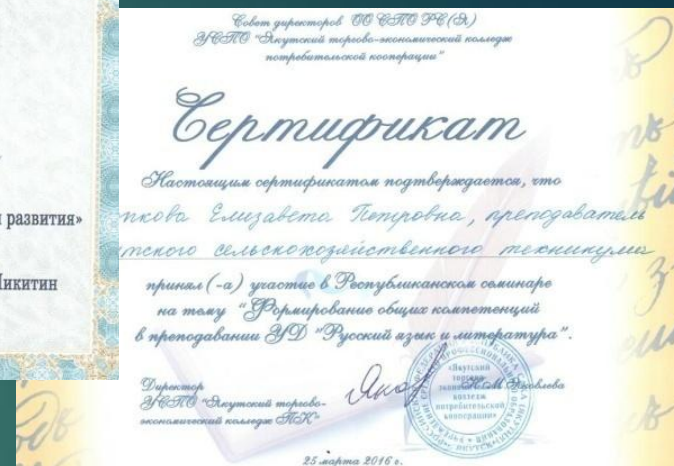 развития»
Совет директоров ОО СПО РС(Я)
УСПО "Якутский торгово-экономический колледж
потребительской кооперации"
Сертификат
Настоящим сертификатом подтверждается, что
Елизавета Петровна, преподаватель
сельскохозяйственного техникума
принял(-а) участие в Республиканском семинаре
на тему "Формирование общих компетенций
в преподавании УД "Русский язык и литература".
Директор
УСПО "Якутский торгово-
экономический колледж ПК"
Яковлева
25 марта 2016 г.